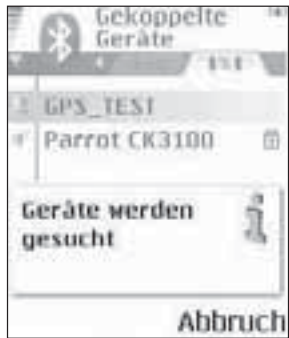 Gekoppelte
Geräte
GPS_TEST
Parrot CK3100
Geräte werden
gesucht
Abbruch